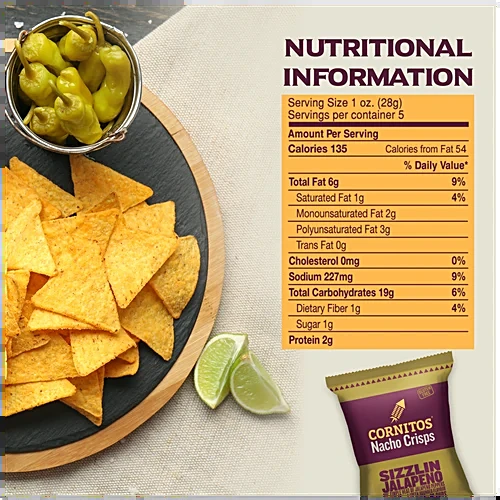 NUTRITIONAL
INFORMATION
Serving Size 1 oz. (28g)
Servings per container 5
Amount Per Serving
Calories 135 Calories from Fat 54
% Daily Value*
Total Fat 6g 9%
Saturated Fat 1g 4%
Monounsaturated Fat 2g
Polyunsaturated Fat 3g
Trans Fat 0g
Cholesterol 0mg 0%
Sodium 227mg 9%
Total Carbohydrates 19g 6%
Dietary Fiber 1g 4%
Sugar 1g
Protein 2g
CORNITOS
Nacho Crisps
SIZZLIN
JALAPENO